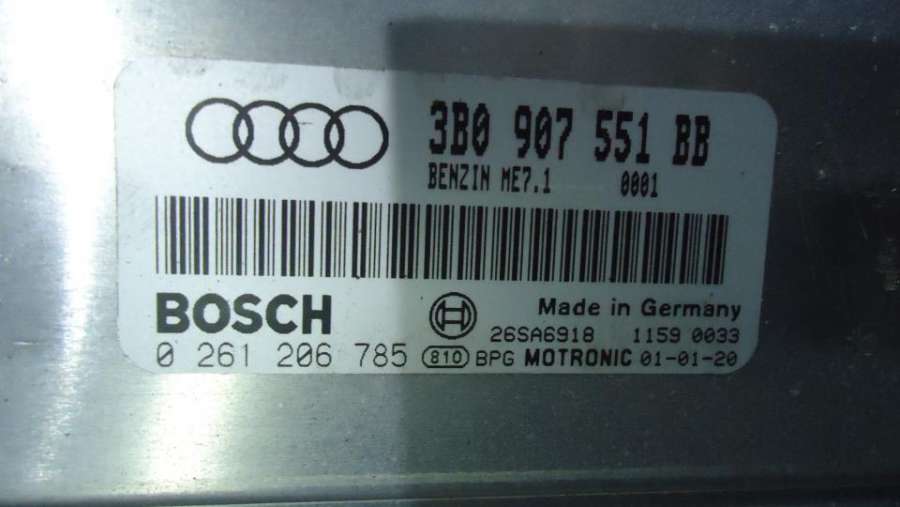 3B0 907 551 BB
BENZIN ME7.1 0001
BOSCH
Made in Germany
26SA6918 1159 0033
0 261 206 785 810 BPG MOTRONIC 01-01-20